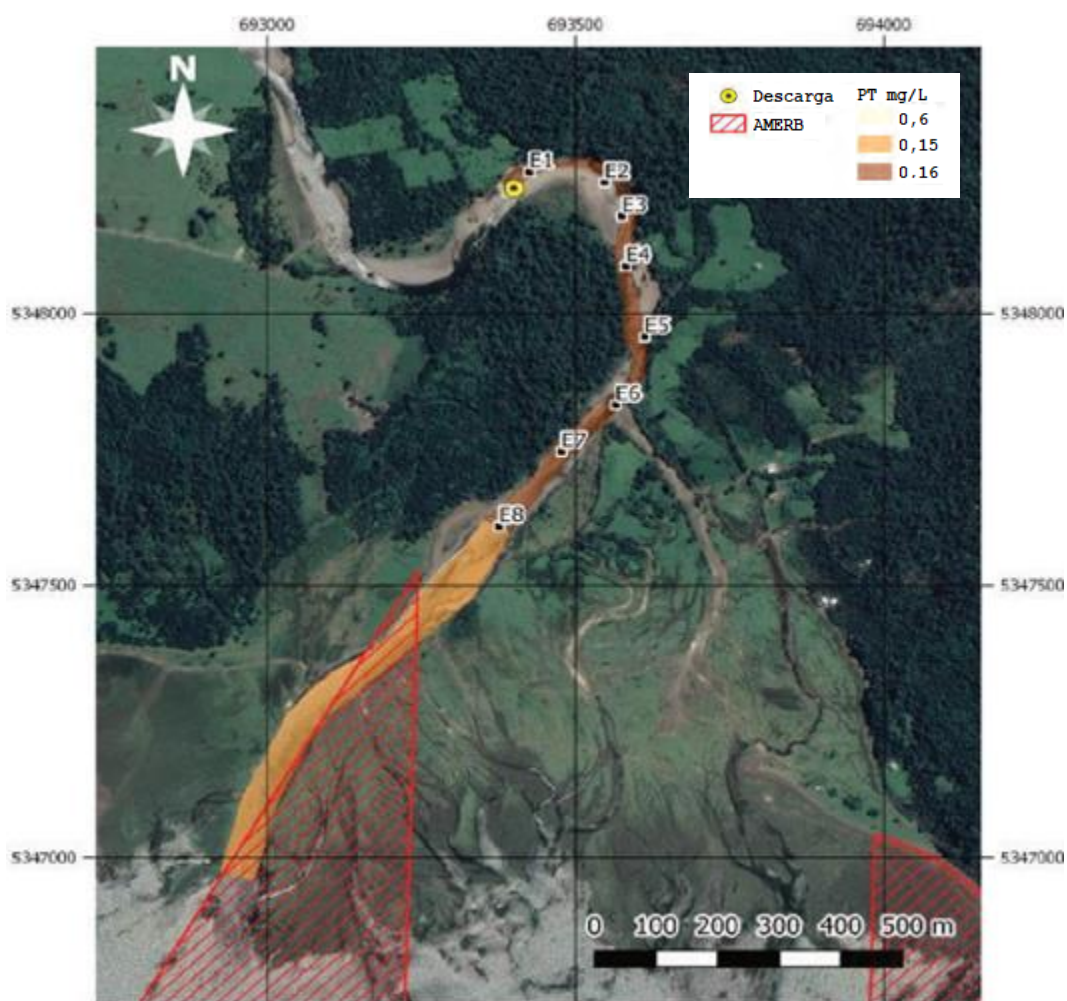 693000 693500 694000
N
Descarga PT mg/L
AMERB 0,6
0,15
0.16
E1
E2
E3
E4
5348000 5348000
E5
E6
E7
E8
5347500 5347500
5347000 5347000
0 100 200 300 400 500 m